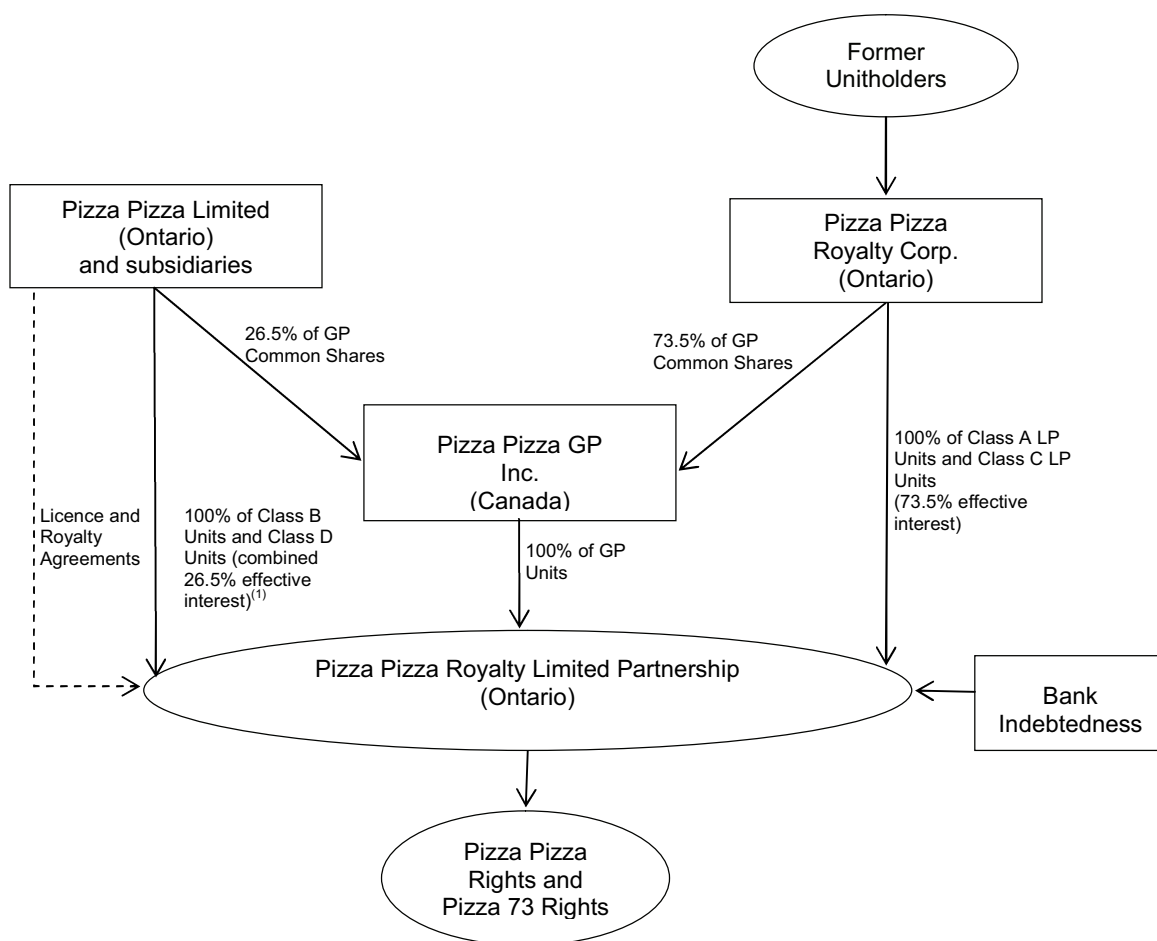 Former
Unitholders
Pizza Pizza Limited
(Ontario)
and subsidiaries
Pizza Pizza
Royalty Corp.
(Ontario)
26.5% of GP
Common Shares
73.5% of GP
Common Shares
Pizza Pizza GP
Inc.
(Canada)
100% of Class A LP
Units and Class C LP
Units
(73.5% effective
interest)
Licence and
Royalty
Agreements
100% of Class B
Units and Class D
Units (combined
26.5% effective
interest)(1)
100% of GP
Units
Pizza Pizza Royalty Limited Partnership
(Ontario)
Bank
Indebtedness
Pizza Pizza
Rights and
Pizza 73 Rights